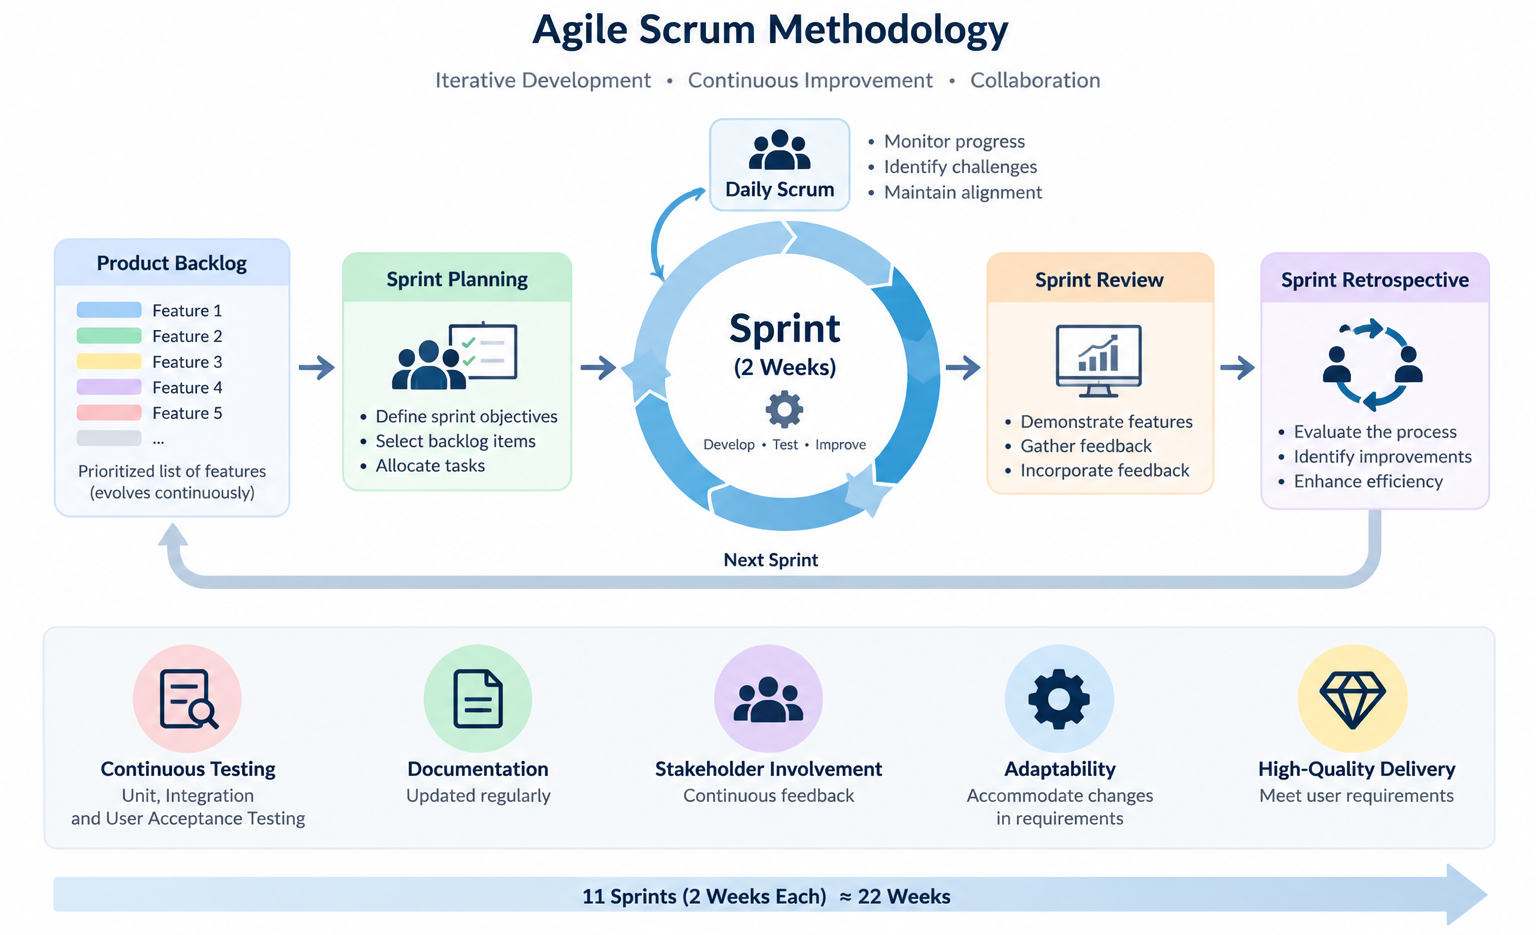 Agile Scrum Methodology
Iterative Development • Continuous Improvement • Collaboration
Daily Scrum
• Monitor progress
• Identify challenges
• Maintain alignment
Product Backlog
Feature 1
Feature 2
Feature 3
Feature 4
Feature 5
...
Prioritized list of features
(evolves continuously)
Sprint Planning
• Define sprint objectives
• Select backlog items
• Allocate tasks
Sprint
(2 Weeks)
Develop • Test • Improve
Sprint Review
• Demonstrate features
• Gather feedback
• Incorporate feedback
Sprint Retrospective
• Evaluate the process
• Identify improvements
• Enhance efficiency
Next Sprint
Continuous Testing
Unit, Integration
and User Acceptance Testing
Documentation
Updated regularly
Stakeholder Involvement
Continuous feedback
Adaptability
Accommodate changes
in requirements
High-Quality Delivery
Meet user requirements
11 Sprints (2 Weeks Each) ≈ 22 Weeks